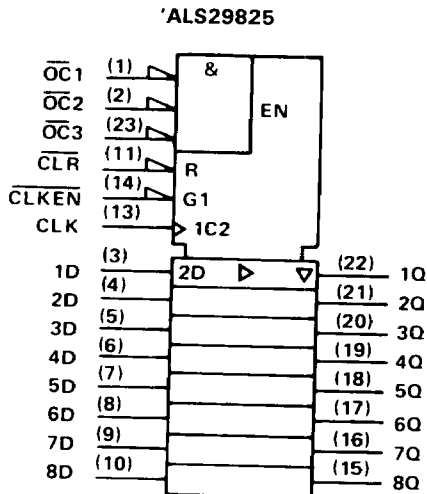 'ALS29825
OC1 (1) &
OC2 (2) EN
OC3 (23)
CLR (11) R
CLKEN (14) G1
CLK (13) 1C2
1D (3) 2D (22) 1Q
2D (4) (21) 2Q
3D (5) (20) 3Q
4D (6) (19) 4Q
5D (7) (18) 5Q
6D (8) (17) 6Q
7D (9) (16) 7Q
8D (10) (15) 8Q